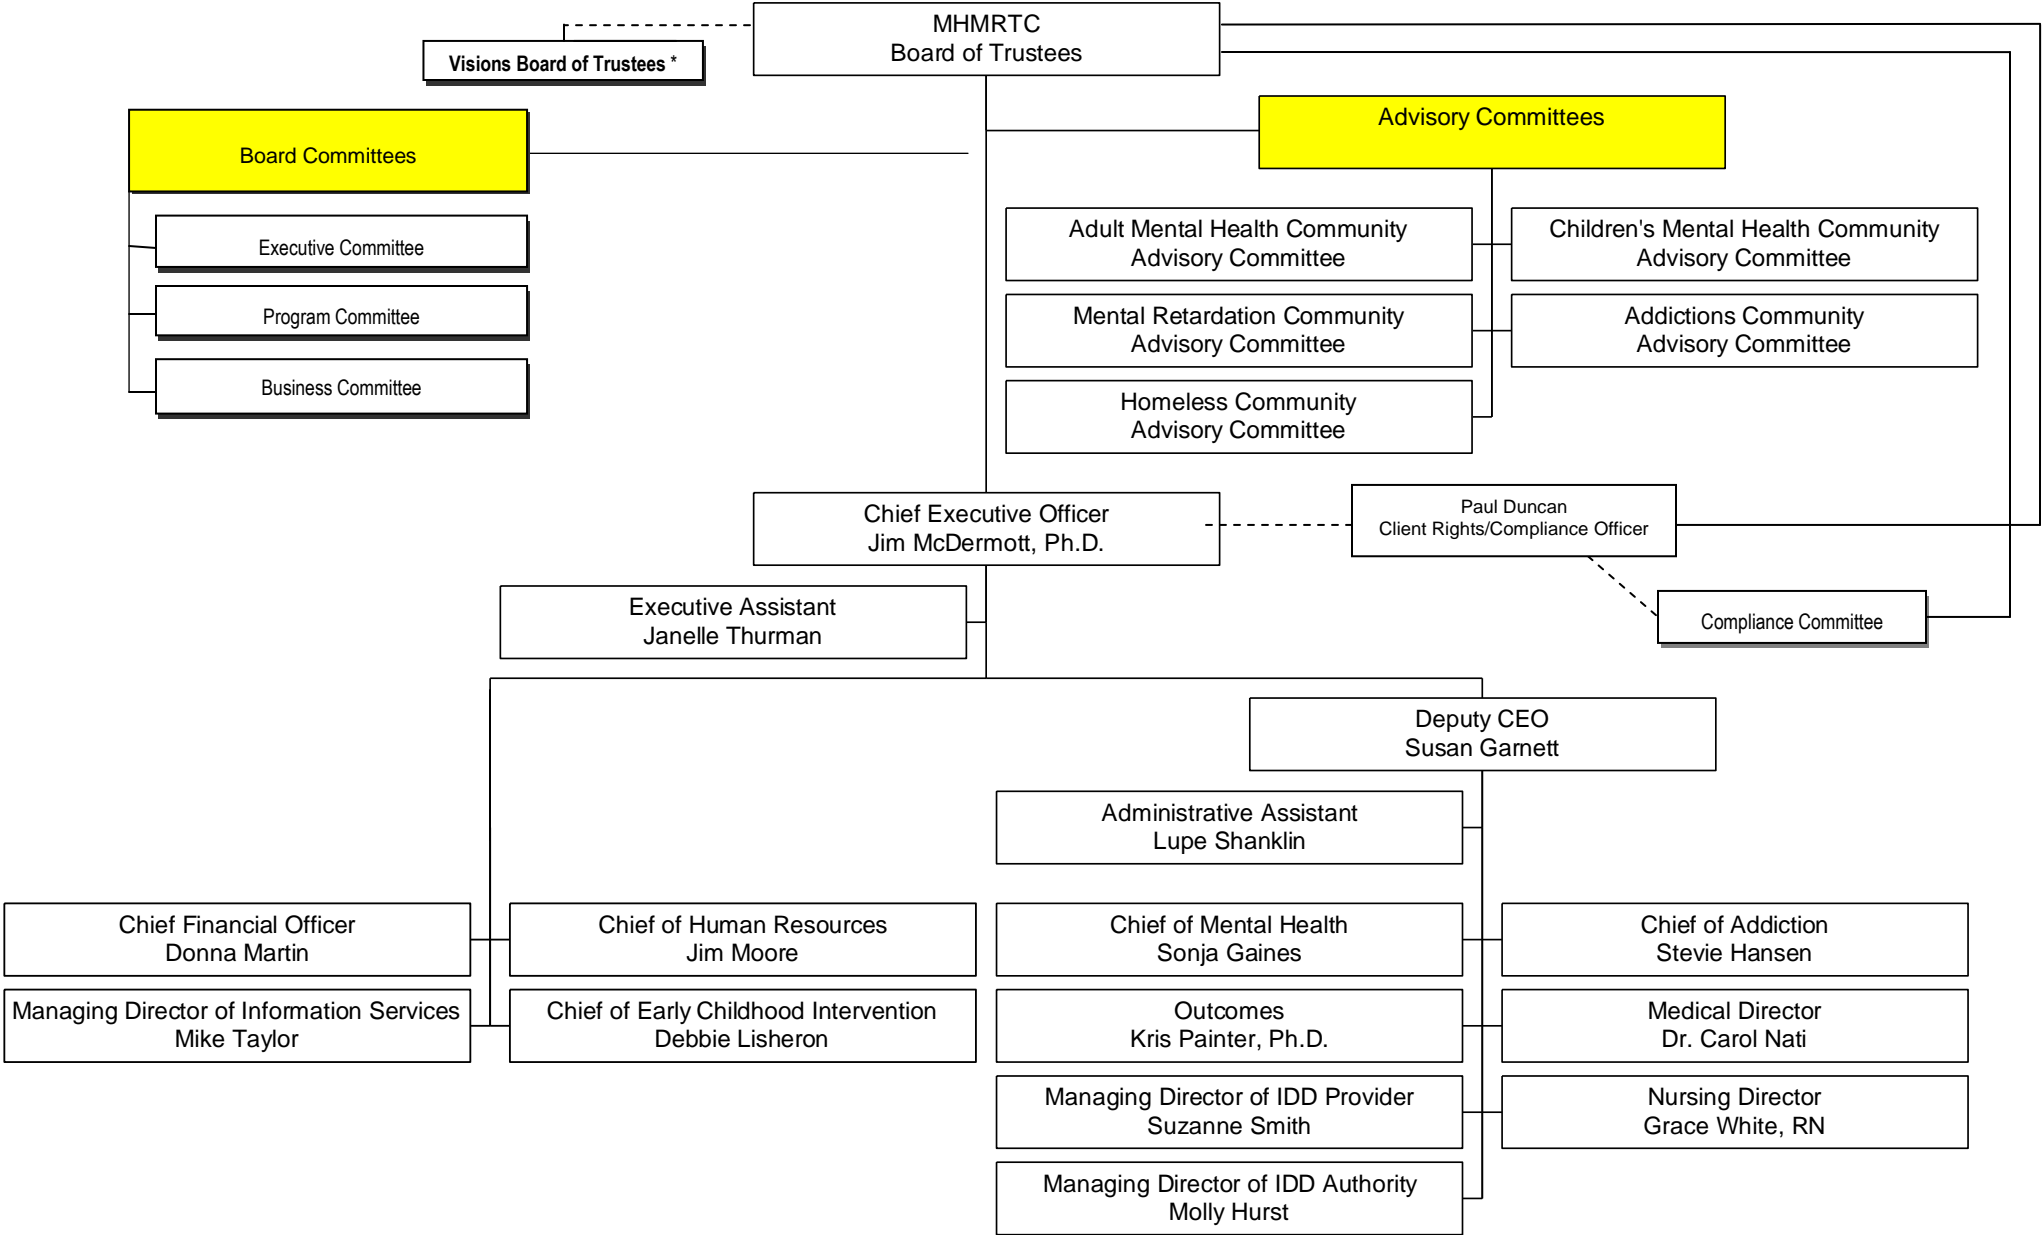 MHMRTC
Board of Trustees
Visions Board of Trustees *
Board Committees
Executive Committee
Program Committee
Business Committee
Advisory Committees
Adult Mental Health Community
Advisory Committee
Children's Mental Health Community
Advisory Committee
Mental Retardation Community
Advisory Committee
Addictions Community
Advisory Committee
Homeless Community
Advisory Committee
Chief Executive Officer
Jim McDermott, Ph.D.
Paul Duncan
Client Rights/Compliance Officer
Compliance Committee
Executive Assistant
Janelle Thurman
Deputy CEO
Susan Garnett
Administrative Assistant
Lupe Shanklin
Chief Financial Officer
Donna Martin
Chief of Human Resources
Jim Moore
Managing Director of Information Services
Mike Taylor
Chief of Early Childhood Intervention
Debbie Lisheron
Chief of Mental Health
Sonja Gaines
Chief of Addiction
Stevie Hansen
Outcomes
Kris Painter, Ph.D.
Medical Director
Dr. Carol Nati
Managing Director of IDD Provider
Suzanne Smith
Nursing Director
Grace White, RN
Managing Director of IDD Authority
Molly Hurst